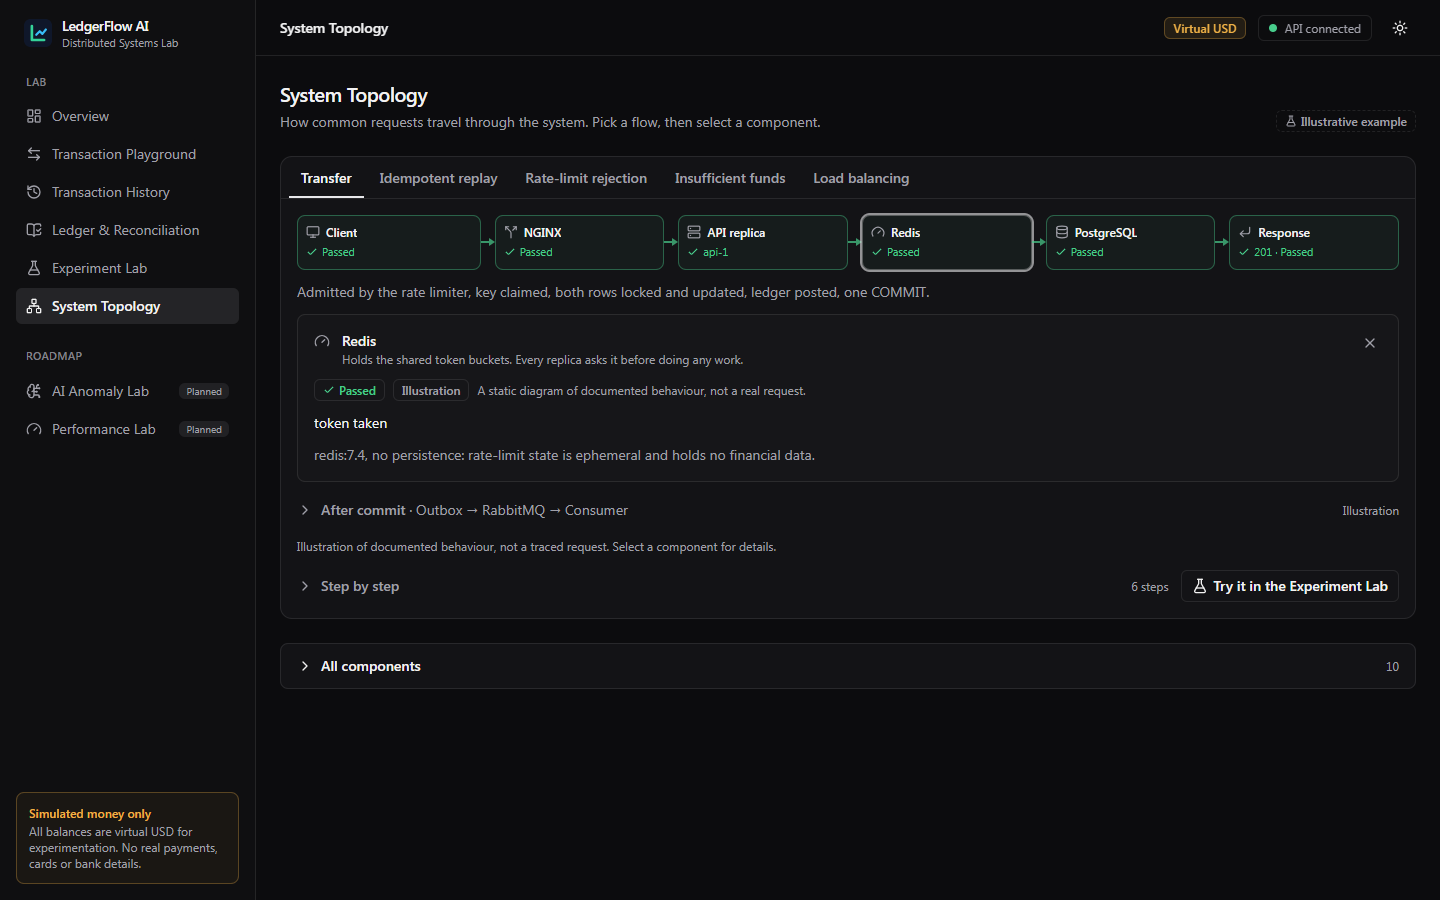 LedgerFlow AI
Distributed Systems Lab
LAB
Overview
Transaction Playground
Transaction History
Ledger & Reconciliation
Experiment Lab
System Topology
ROADMAP
AI Anomaly Lab Planned
Performance Lab Planned
Simulated money only
All balances are virtual USD for
experimentation. No real payments,
cards or bank details.
System Topology
Virtual USD
API connected
System Topology
How common requests travel through the system. Pick a flow, then select a component.
Illustrative example
Transfer Idempotent replay Rate-limit rejection Insufficient funds Load balancing
Client
Passed
NGINX
Passed
API replica
api-1
Redis
Passed
PostgreSQL
Passed
Response
201 · Passed
Admitted by the rate limiter, key claimed, both rows locked and updated, ledger posted, one COMMIT.
Redis
Holds the shared token buckets. Every replica asks it before doing any work.
Passed Illustration A static diagram of documented behaviour, not a real request.
token taken
redis:7.4, no persistence: rate-limit state is ephemeral and holds no financial data.
After commit · Outbox → RabbitMQ → Consumer Illustration
Illustration of documented behaviour, not a traced request. Select a component for details.
Step by step 6 steps Try it in the Experiment Lab
All components 10